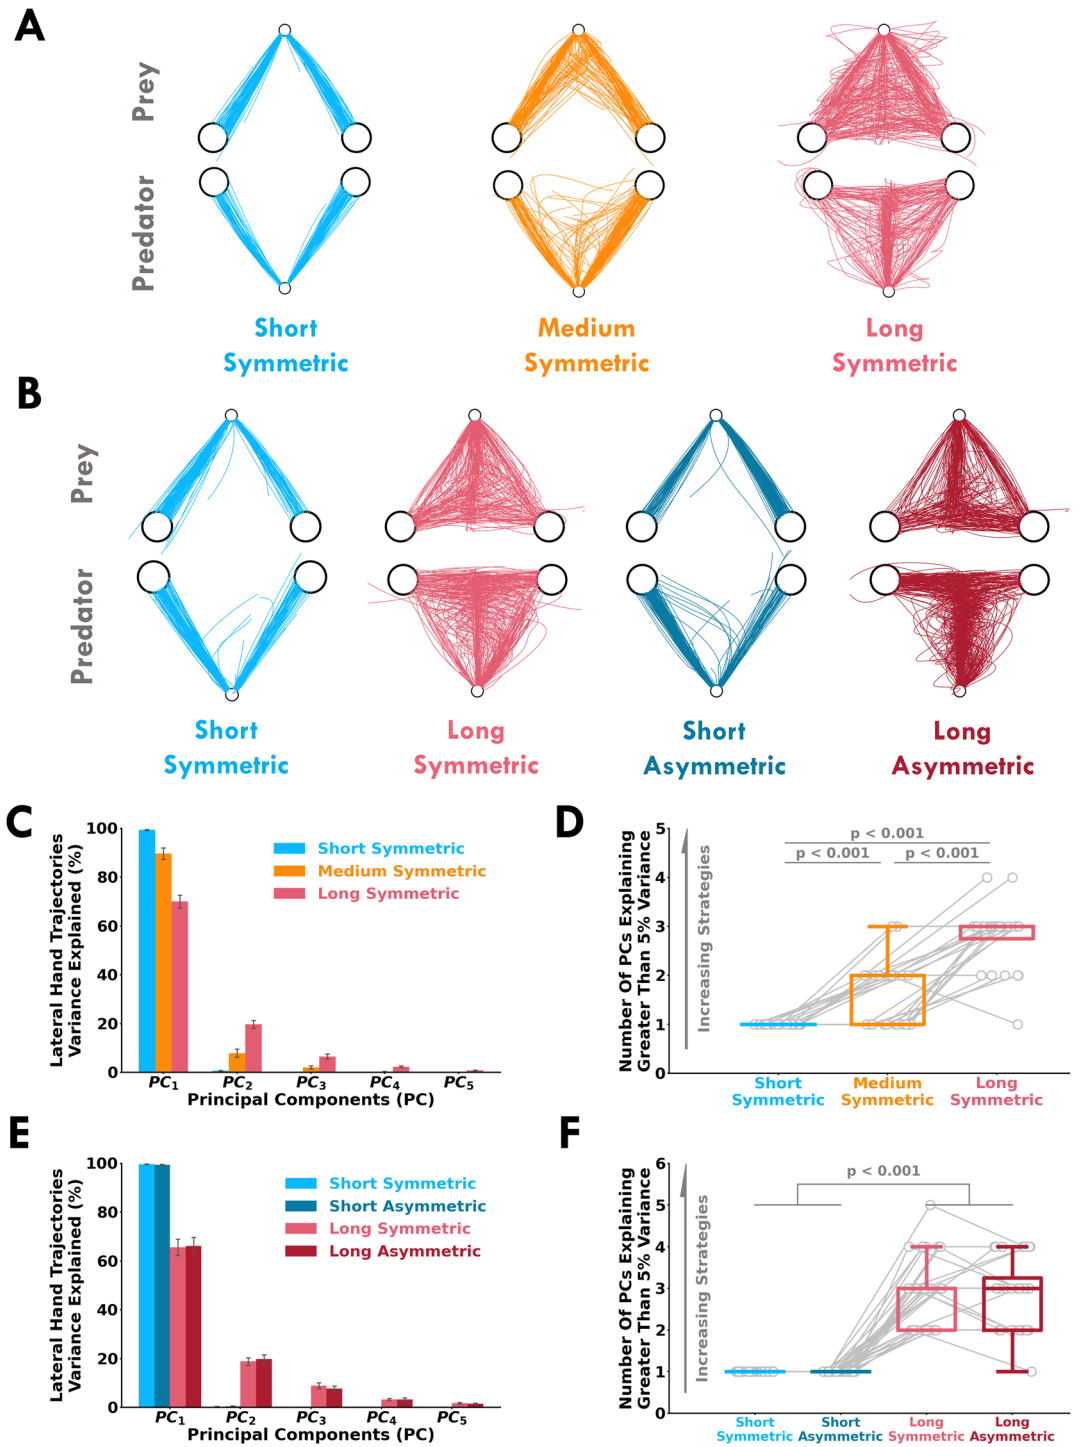 A
Prey
Predator
Short
Symmetric
Medium
Symmetric
Long
Symmetric
B
Prey
Predator
Short
Symmetric
Long
Symmetric
Short
Asymmetric
Long
Asymmetric
C
Lateral Hand Trajectories
Variance Explained (%)
100
80
60
40
20
0
Short Symmetric
Medium Symmetric
Long Symmetric
PC1
PC2
PC3
PC4
PC5
Principal Components (PC)
D
Number Of PCs Explaining
Greater Than 5% Variance
5
4
3
2
1
0
Increasing Strategies
p < 0.001
p < 0.001
p < 0.001
Short
Symmetric
Medium
Symmetric
Long
Symmetric
E
Lateral Hand Trajectories
Variance Explained (%)
100
80
60
40
20
0
Short Symmetric
Short Asymmetric
Long Symmetric
Long Asymmetric
PC1
PC2
PC3
PC4
PC5
Principal Components (PC)
F
Number Of PCs Explaining
Greater Than 5% Variance
6
5
4
3
2
1
0
Increasing Strategies
p < 0.001
Short
Symmetric
Short
Asymmetric
Long
Symmetric
Long
Asymmetric